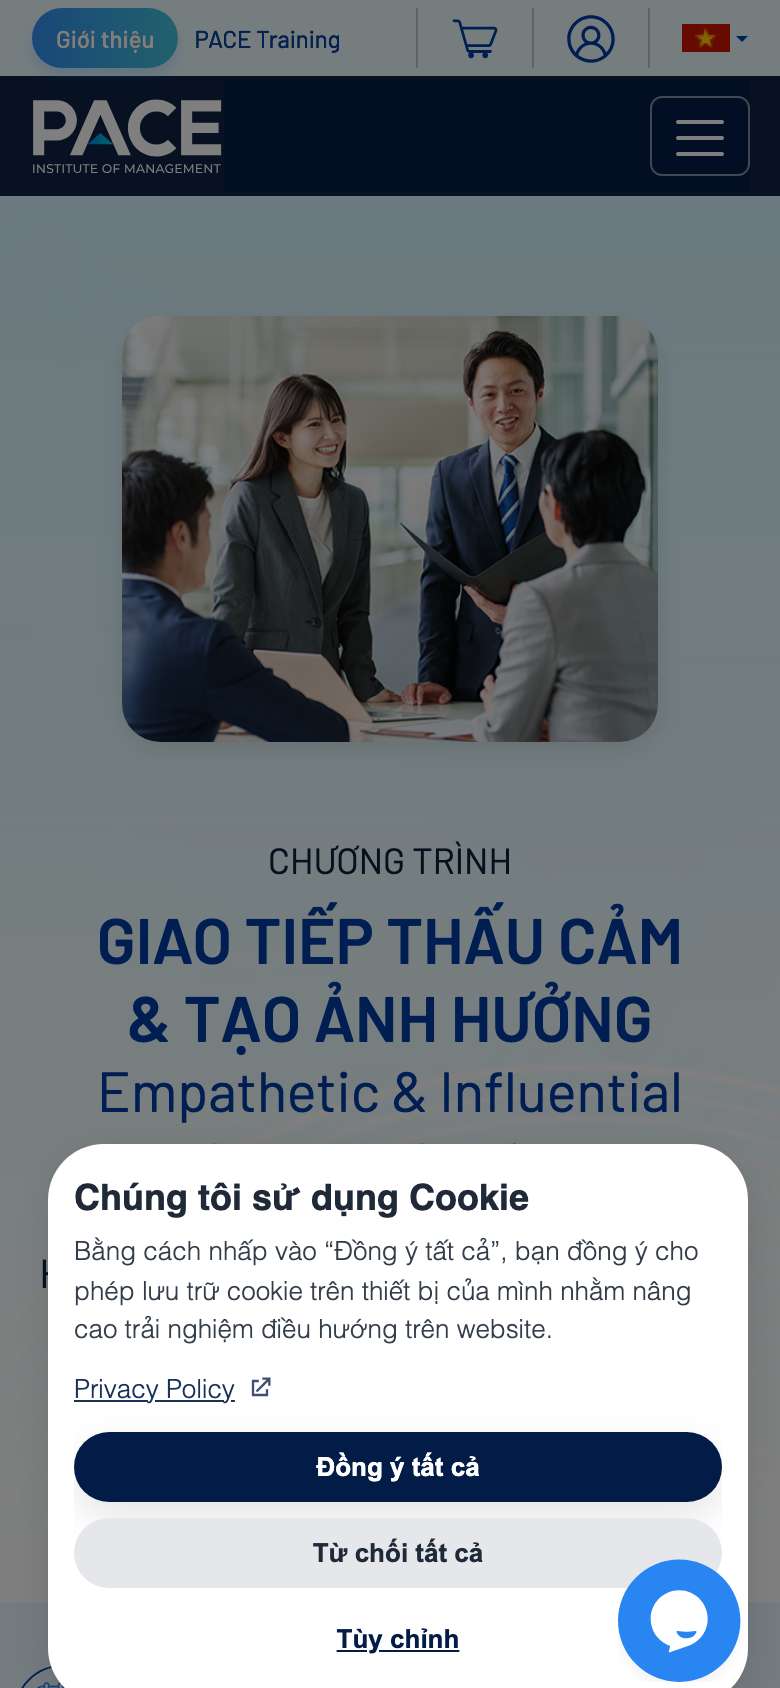 Giới thiệu
PACE Training
PACE
INSTITUTE OF MANAGEMENT
CHƯƠNG TRÌNH
GIAO TIẾP THẤU CẢM
& TẠO ẢNH HƯỞNG
Empathetic & Influential
Chúng tôi sử dụng Cookie
Bằng cách nhấp vào “Đồng ý tất cả”, bạn đồng ý cho
phép lưu trữ cookie trên thiết bị của mình nhằm nâng
cao trải nghiệm điều hướng trên website.
Privacy Policy
Đồng ý tất cả
Từ chối tất cả
Tùy chỉnh